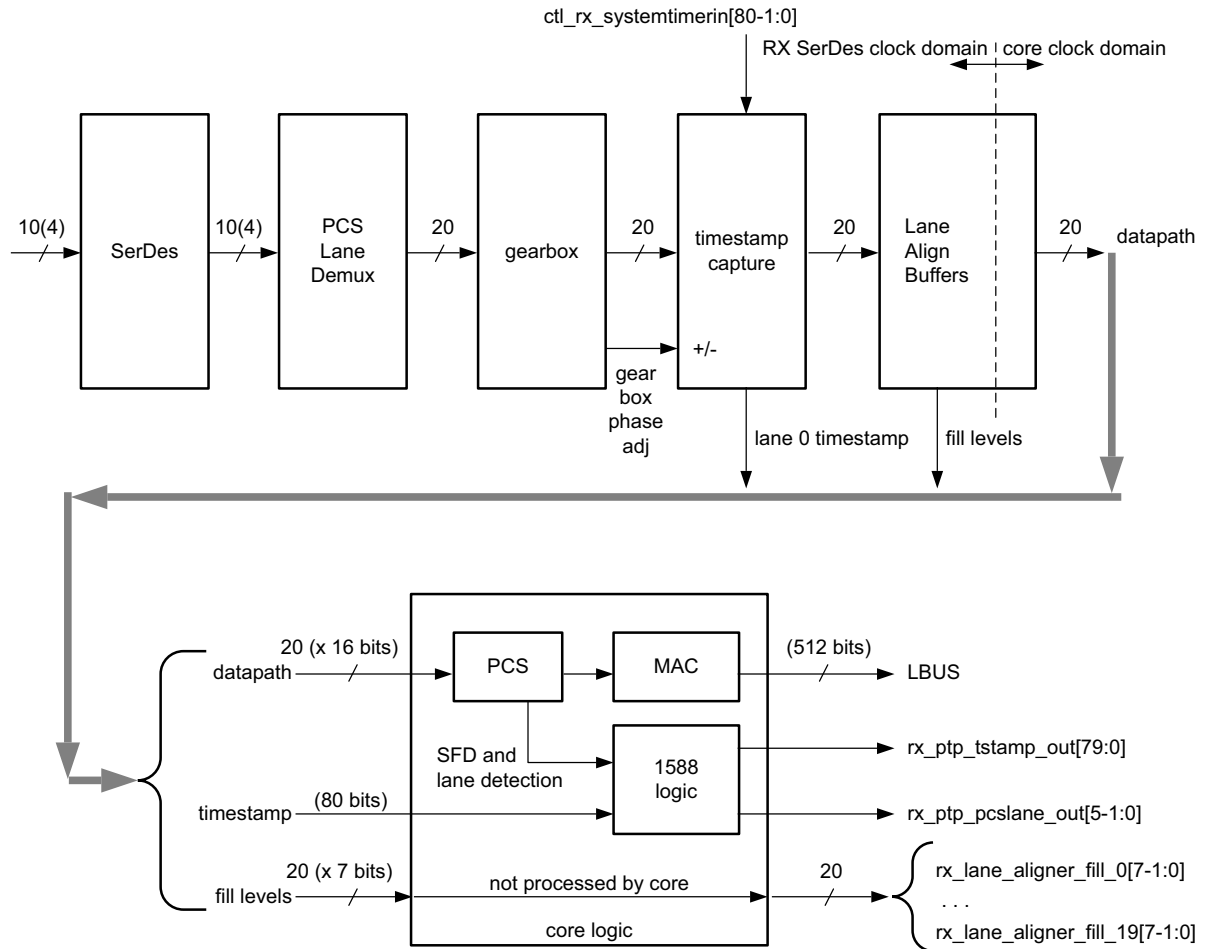 ctl_rx_systemtimerin[80-1:0]
RX SerDes clock domain
core clock domain
10(4)
SerDes
10(4)
PCS
Lane
Demux
20
gearbox
20
timestamp
capture
+/-
20
Lane
Align
Buffers
20
datapath
gear
box
phase
adj
lane 0 timestamp
fill levels
datapath
20 (x 16 bits)
PCS
MAC
(512 bits)
LBUS
SFD and
lane detection
1588
logic
rx_ptp_tstamp_out[79:0]
timestamp
(80 bits)
rx_ptp_pcslane_out[5-1:0]
fill levels
20 (x 7 bits)
not processed by core
20
rx_lane_aligner_fill_0[7-1:0]
. . .
rx_lane_aligner_fill_19[7-1:0]
core logic